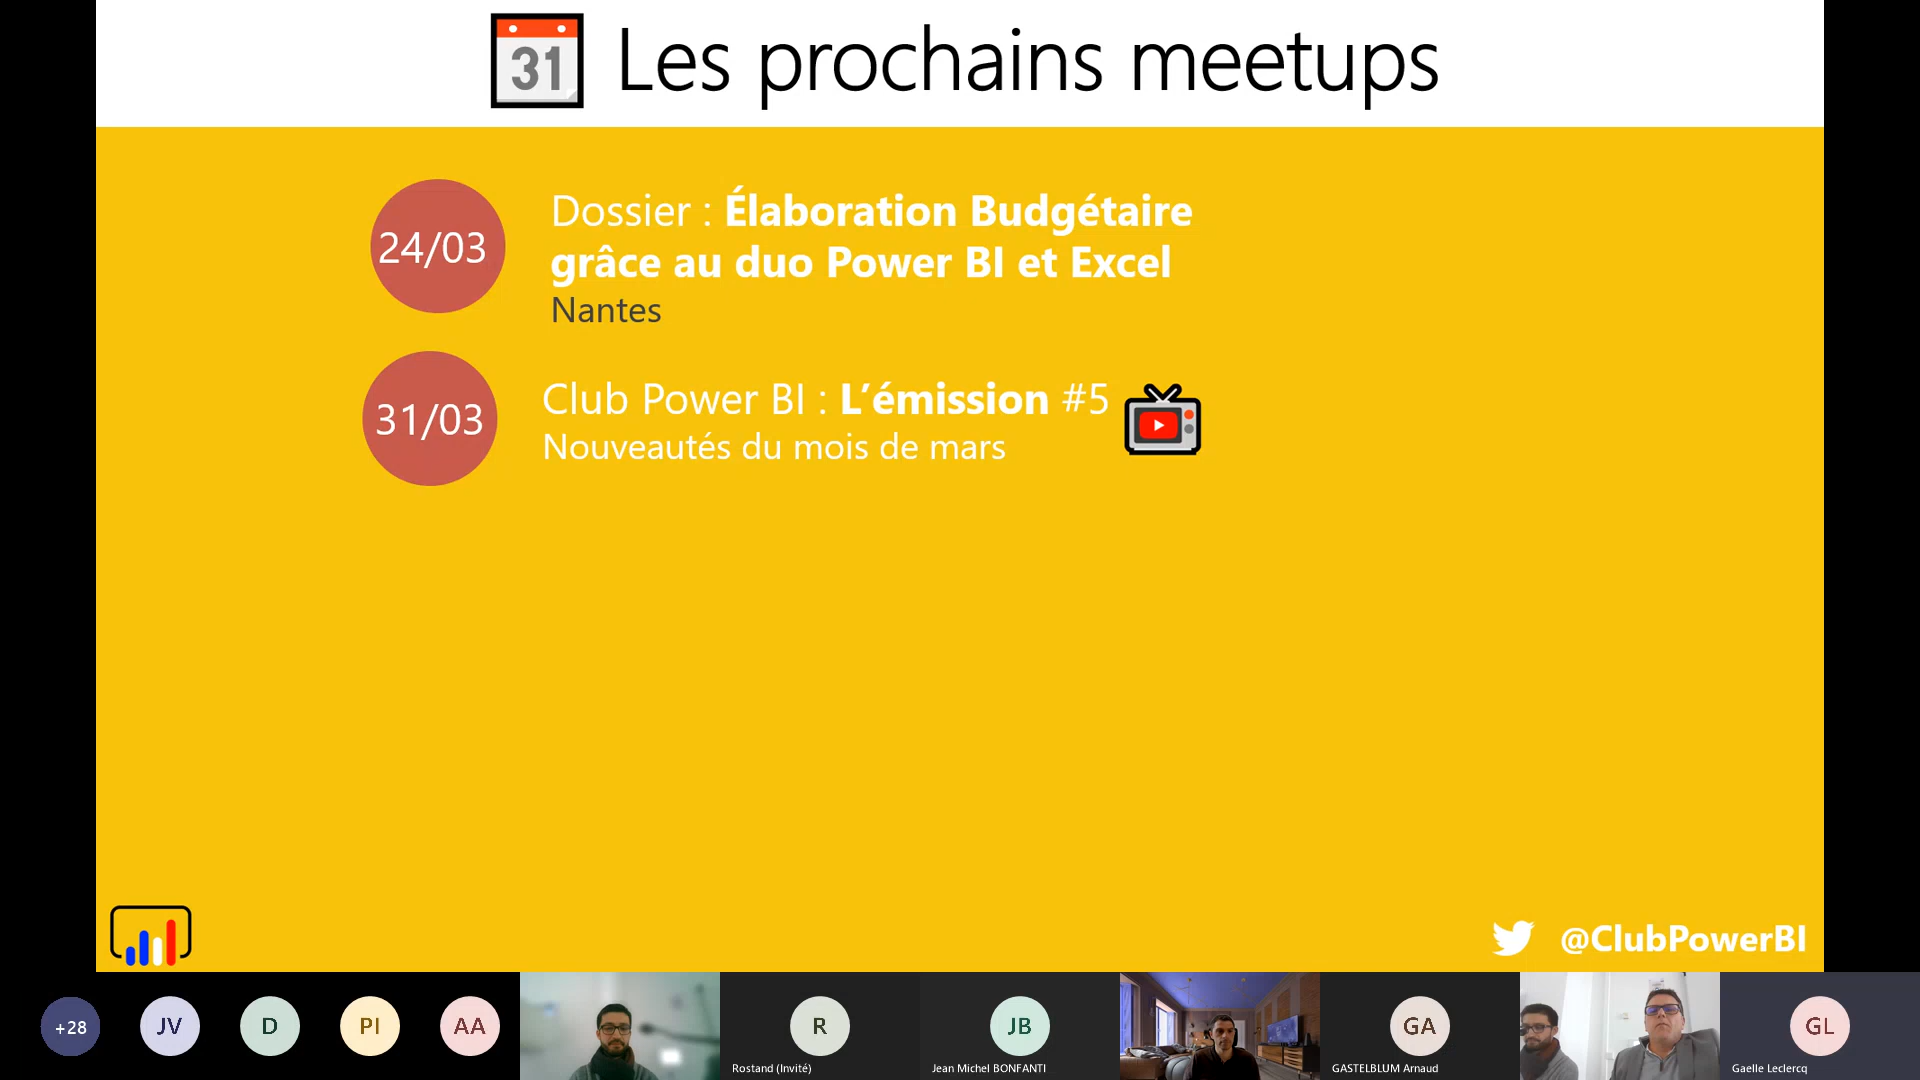 31
Les prochains meetups
24/03
Dossier : Élaboration Budgétaire
grâce au duo Power BI et Excel
Nantes
31/03
Club Power BI : L’émission #5
Nouveautés du mois de mars
@ClubPowerBI
+28
JV
D
PI
AA
R
Rostand (Invité)
JB
Jean Michel BONFANTI
GA
GASTELBLUM Arnaud
GL
Gaelle Leclercq